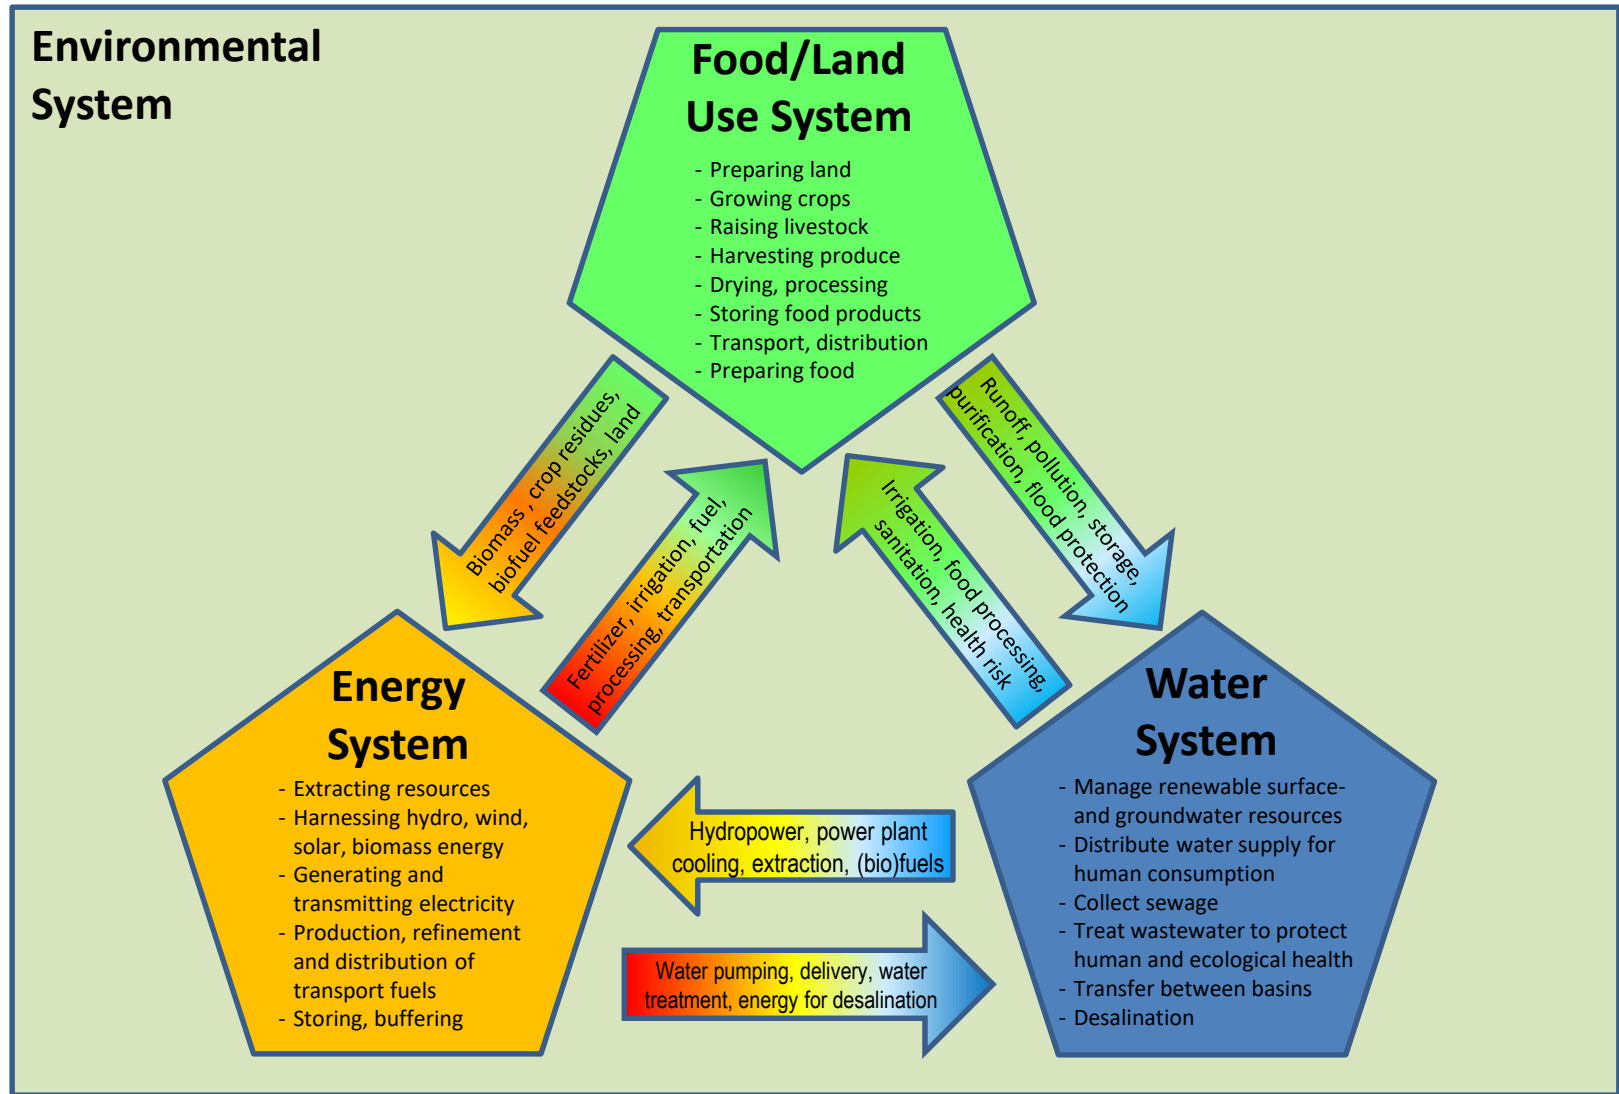 Environmental
System
Food/Land
Use System
- Preparing land
- Growing crops
- Raising livestock
- Harvesting produce
- Drying, processing
- Storing food products
- Transport, distribution
- Preparing food
Biomass , crop residues,
biofuel feedstocks, land
Fertilizer, irrigation, fuel,
processing, transportation
Irrigation, food processing,
sanitation, health risk
Runoff, pollution, storage,
purification, flood protection
Energy
System
- Extracting resources
- Harnessing hydro, wind,
solar, biomass energy
- Generating and
transmitting electricity
- Production, refinement
and distribution of
transport fuels
- Storing, buffering
Hydropower, power plant
cooling, extraction, (bio)fuels
Water pumping, delivery, water
treatment, energy for desalination
Water
System
- Manage renewable surface-
and groundwater resources
- Distribute water supply for
human consumption
- Collect sewage
- Treat wastewater to protect
human and ecological health
- Transfer between basins
- Desalination